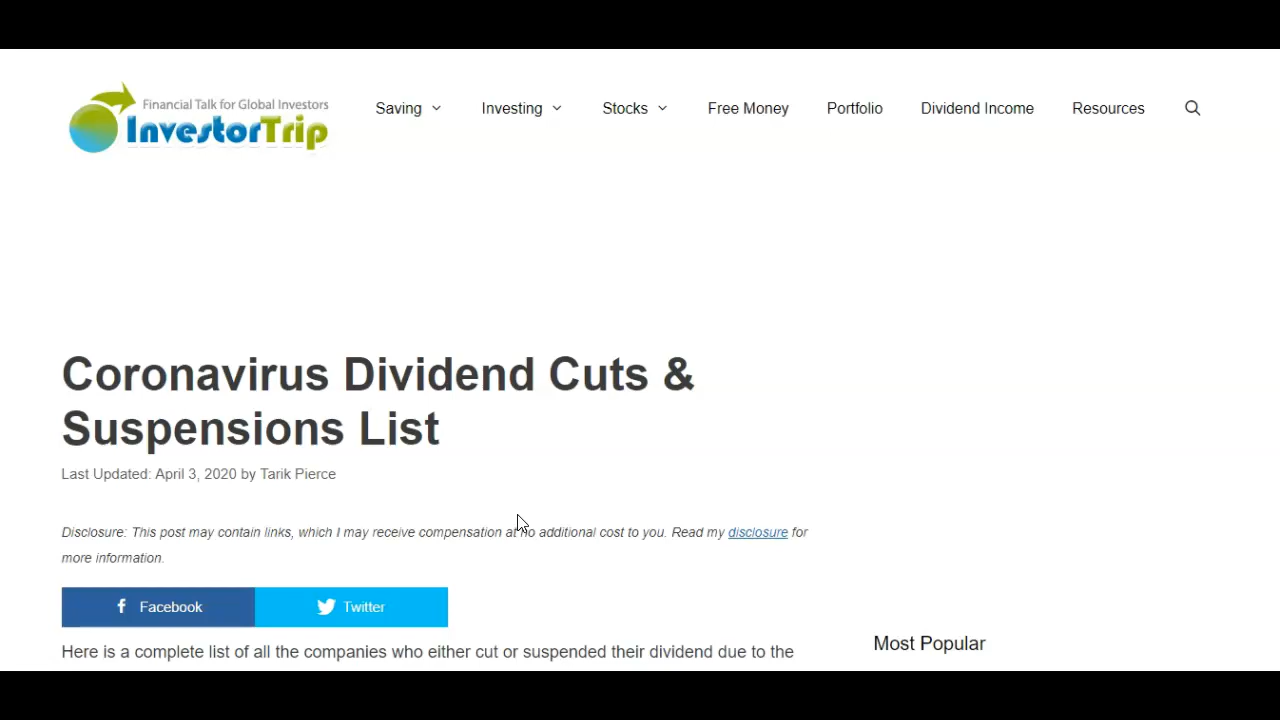 Financial Talk for Global Investors
InvestorTrip
Saving Investing Stocks Free Money Portfolio Dividend Income Resources
Coronavirus Dividend Cuts &
Suspensions List
Last Updated: April 3, 2020 by Tarik Pierce
Disclosure: This post may contain links, which I may receive compensation at no additional cost to you. Read my disclosure for
more information.
Facebook Twitter
Here is a complete list of all the companies who either cut or suspended their dividend due to the
Most Popular